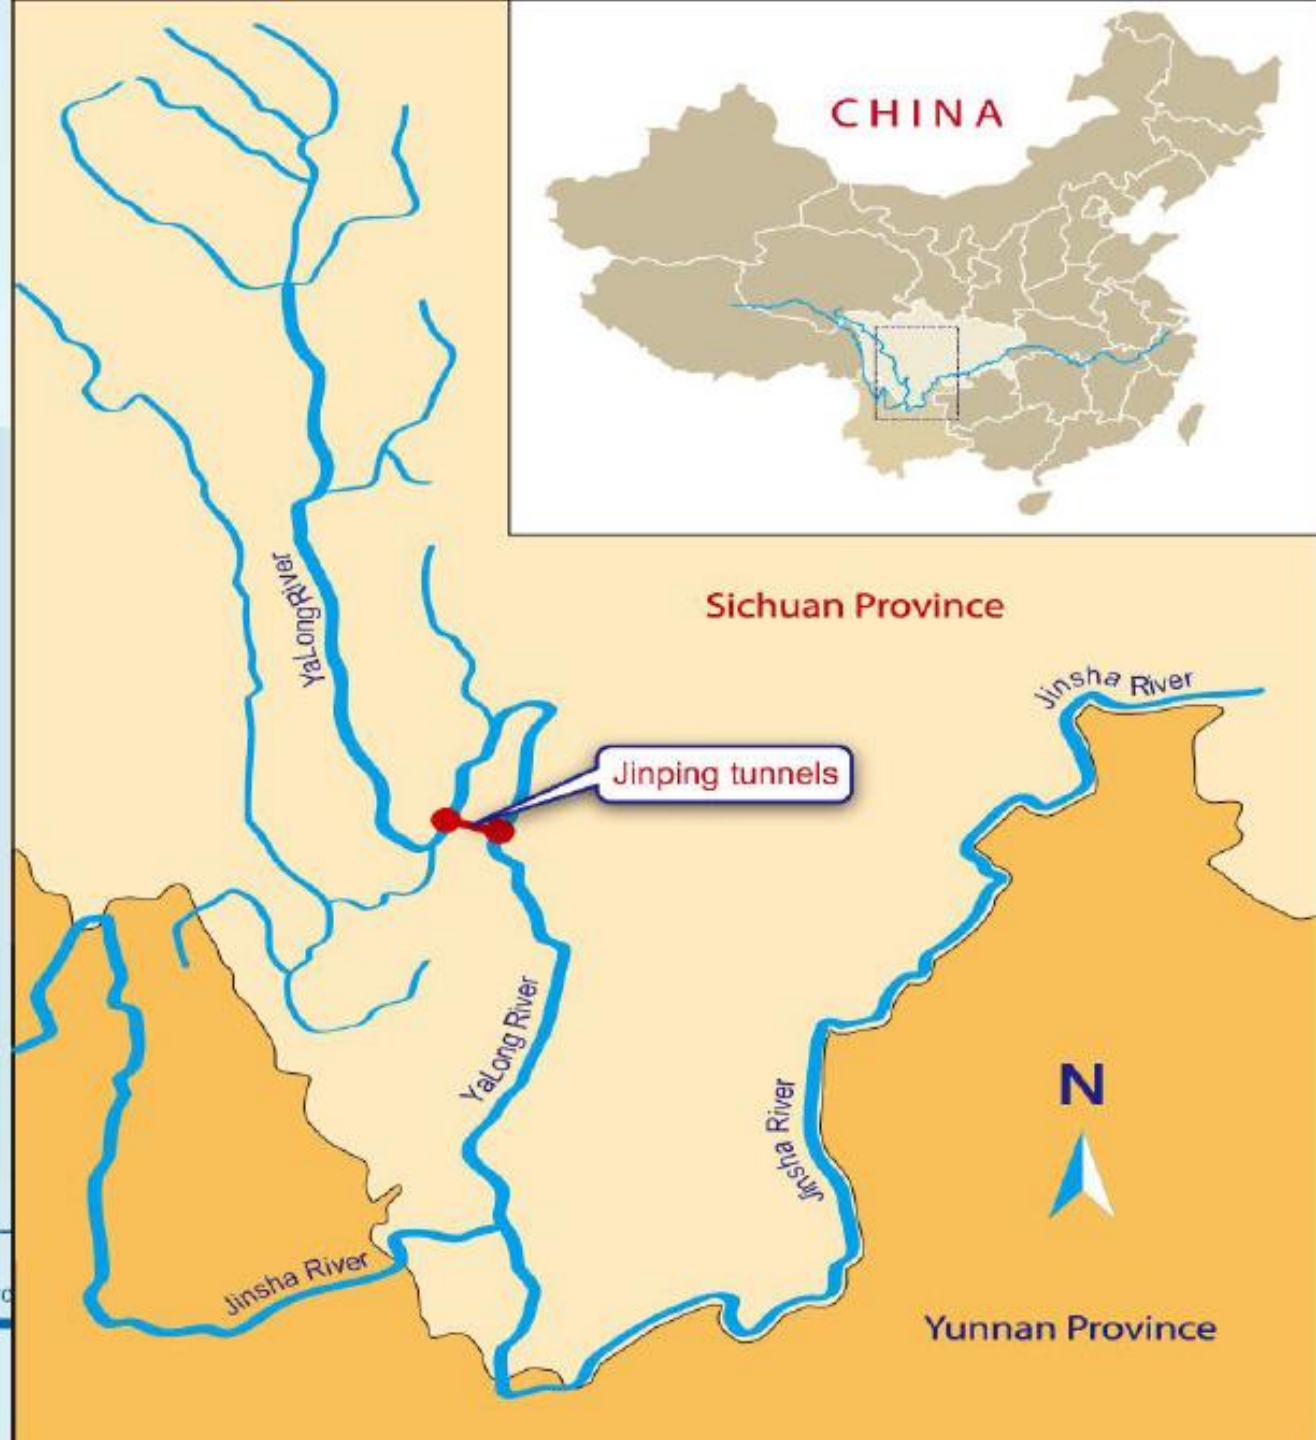 CHINA
YaLongRiver
Sichuan Province
Jinsha River
Jinping tunnels
YaLong River
Jinsha River
N
Jinsha River
Yunnan Province